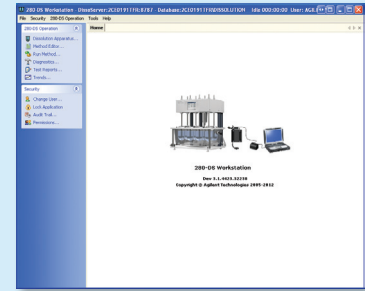 280 DS Workstation
File Security 280-DS Operation Tools Help
280-DS Operation
Home
Dissolution Apparatus...
Method Editor...
Run Method...
Diagnostics...
Test Reports...
Trends...
Security
Change User...
Lock Application
Audit Trail...
Permissions...
280-DS Workstation
Copyright © Agilent Technologies 2005-2012